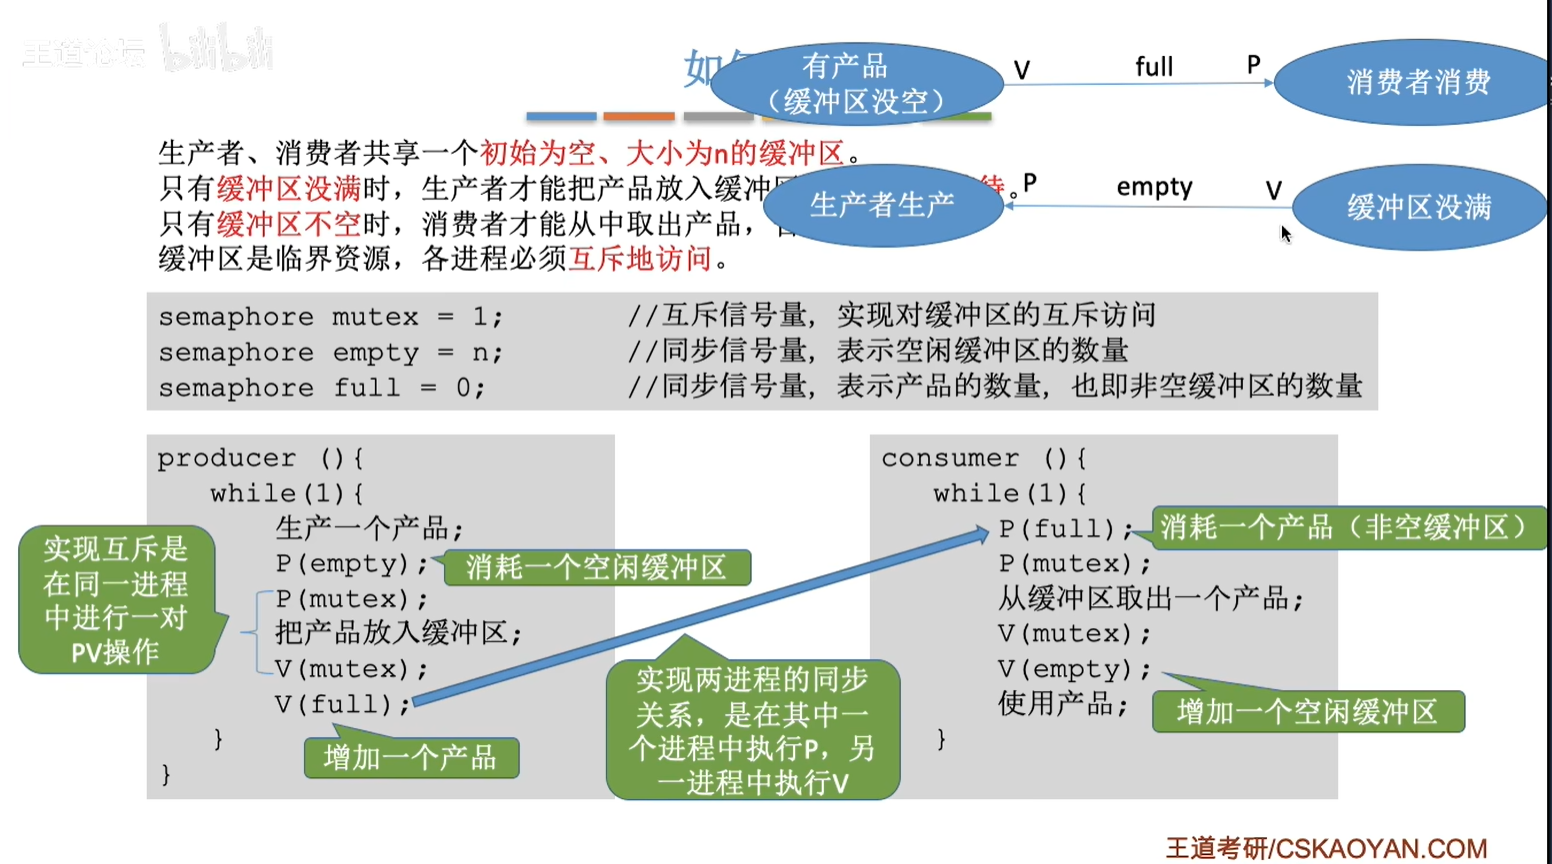 王道论坛 bilibili
如
有产品
（缓冲区没空）
V full P
消费者消费
生产者、消费者共享一个初始为空、大小为n的缓冲区。
只有缓冲区没满时，生产者才能把产品放入缓冲 待。
生产者生产
P empty V
缓冲区没满
只有缓冲区不空时，消费者才能从中取出产品，
缓冲区是临界资源，各进程必须互斥地访问。
semaphore mutex = 1; //互斥信号量，实现对缓冲区的互斥访问
semaphore empty = n; //同步信号量，表示空闲缓冲区的数量
semaphore full = 0; //同步信号量，表示产品的数量，也即非空缓冲区的数量
producer (){
while(1){
生产一个产品;
P(empty);
P(mutex);
把产品放入缓冲区;
V(mutex);
V(full);
}
}
实现互斥是
在同一进程
中进行一对
PV操作
消耗一个空闲缓冲区
增加一个产品
实现两进程的同步
关系，是在其中一
个进程中执行P，另
一进程中执行V
consumer (){
while(1){
P(full);
P(mutex);
从缓冲区取出一个产品;
V(mutex);
V(empty);
使用产品;
}
消耗一个产品（非空缓冲区）
增加一个空闲缓冲区
王道考研/CSKAOYAN.COM